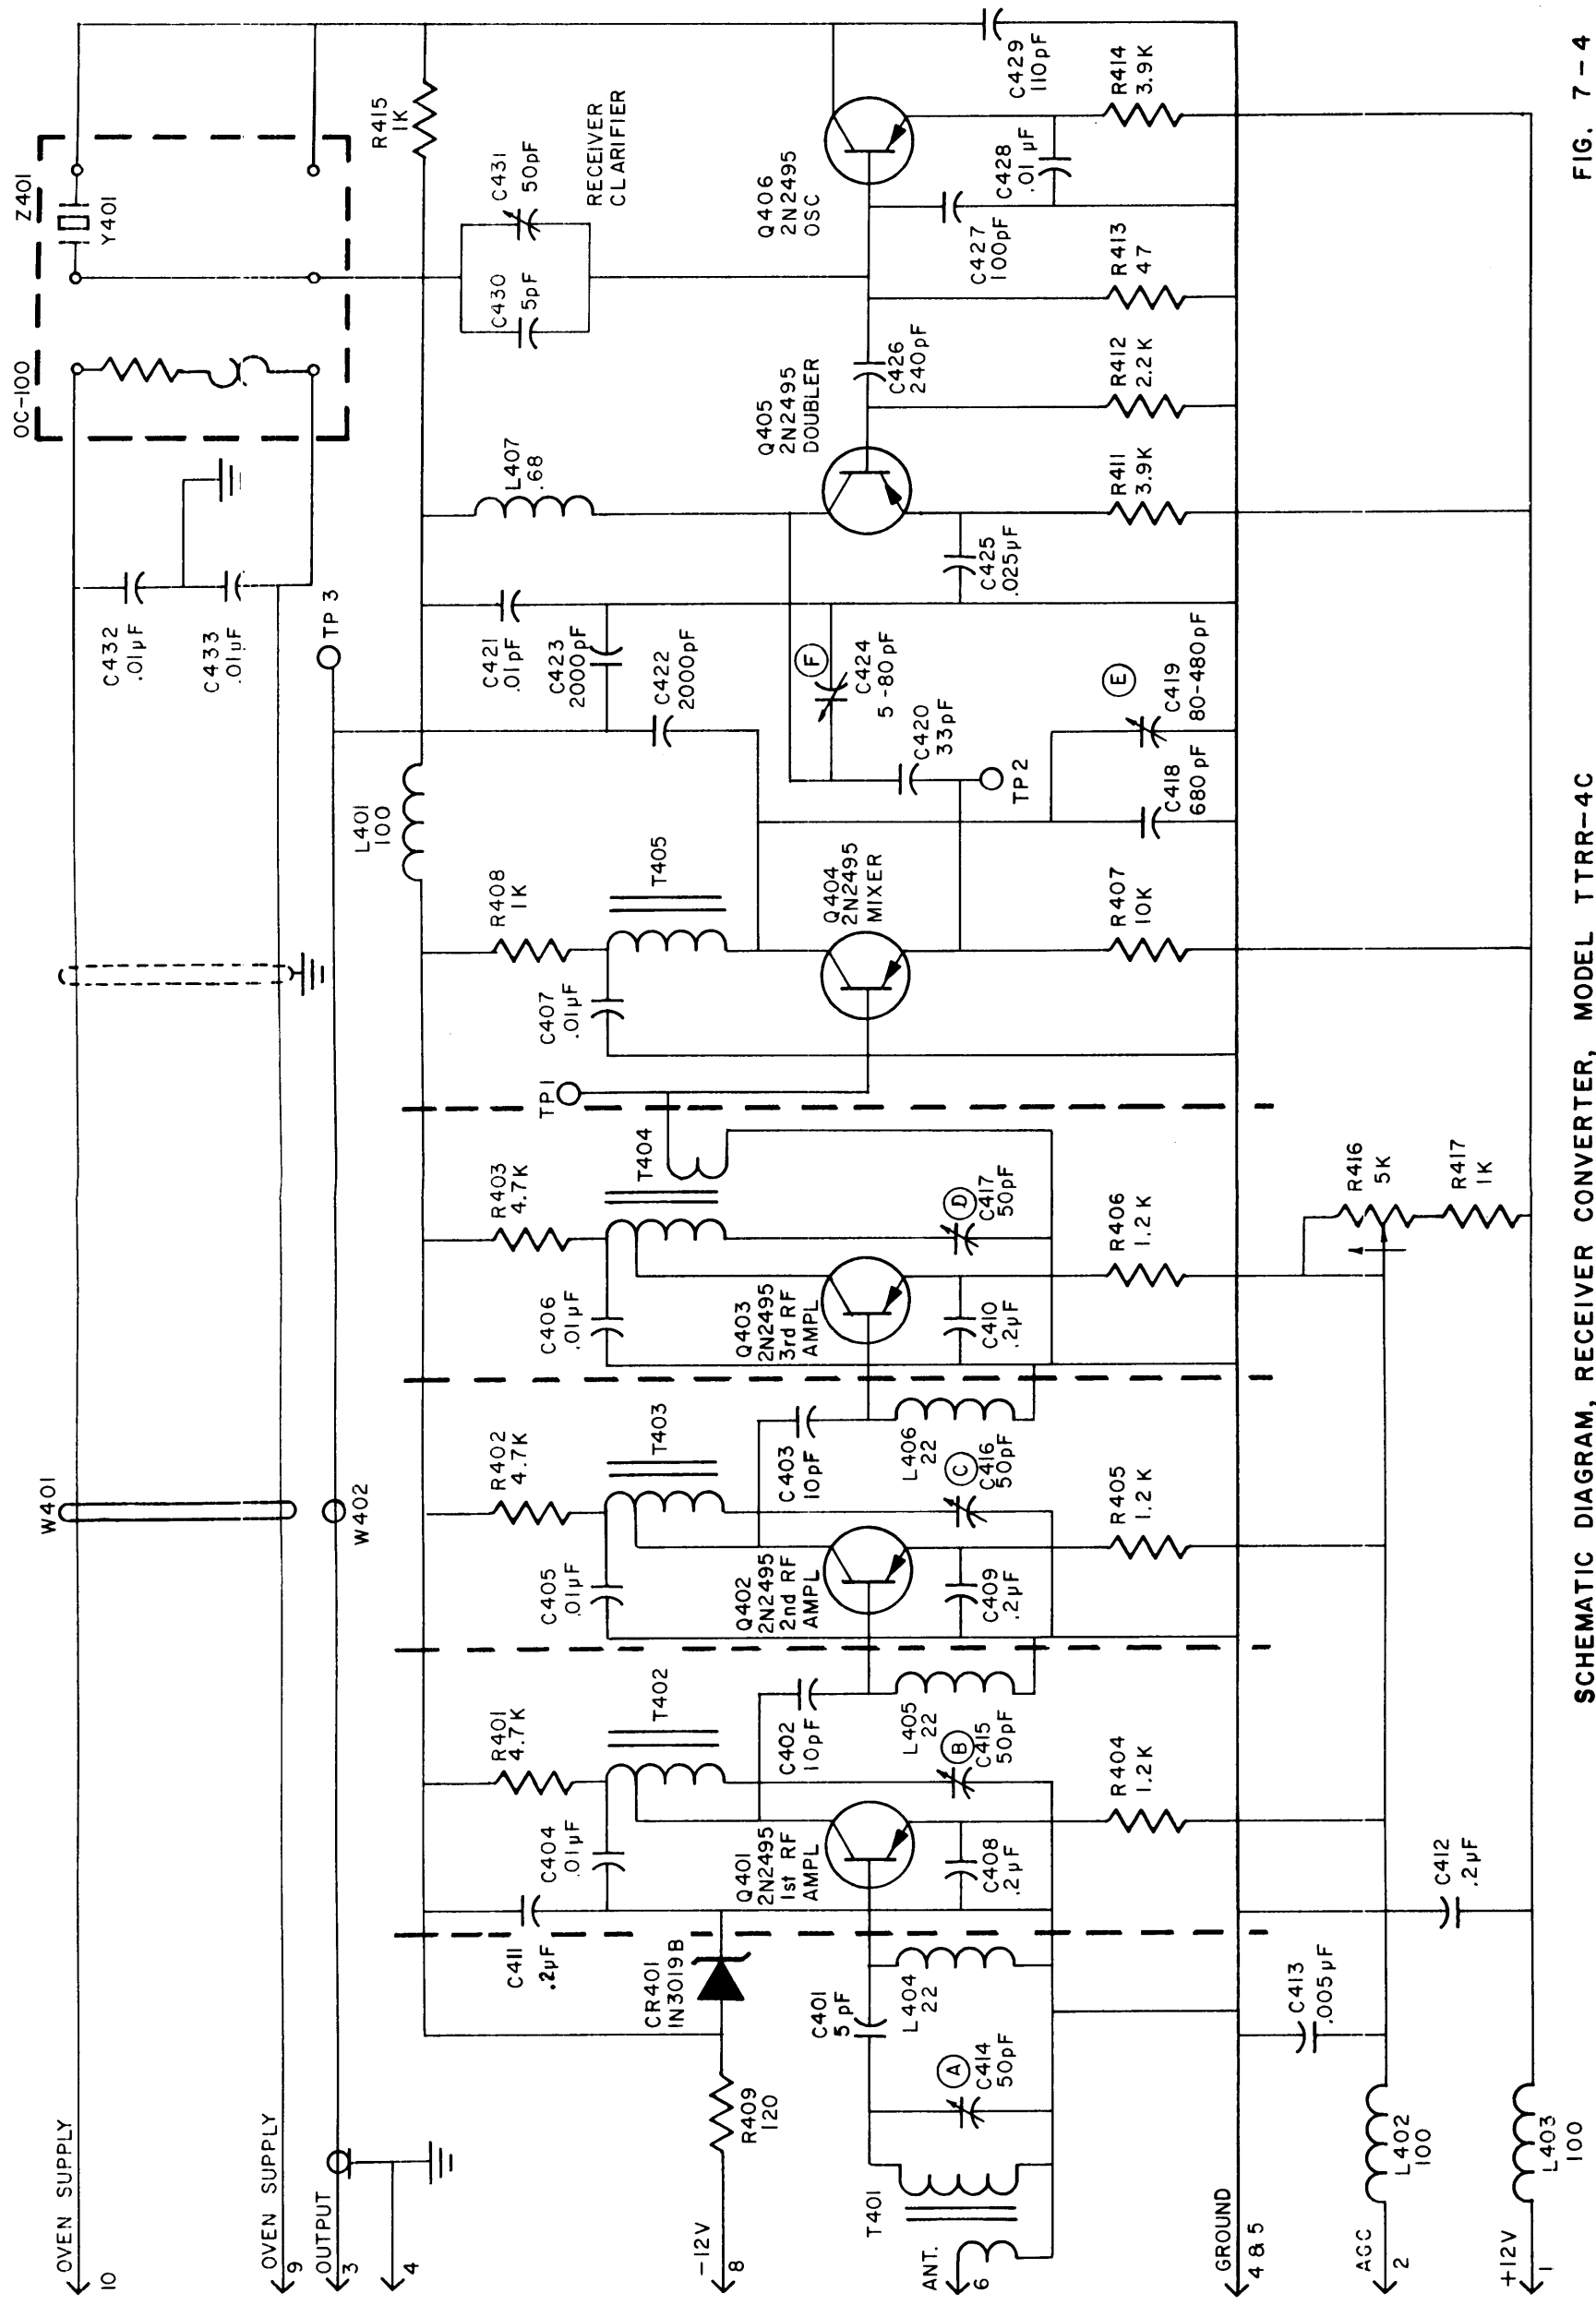 OVEN SUPPLY
10
OVEN SUPPLY
9
OUTPUT
3
4
W401
W402
C432
.01µF
C433
.01µF
TP 3
OC-100
Z401
Y401
-12V
8
R409
120
CR401
IN3019B
C411
.2µF
C404
.01µF
R401
4.7K
T402
C405
.01µF
R402
4.7K
T403
C406
.01µF
R403
4.7K
T404
TP1
C407
.01µF
R408
1K
T405
L401
100
C421
.01pF
C423
2000pF
C422
2000pF
L407
.68
C430
5pF
C431
50pF
RECEIVER
CLARIFIER
R415
1K
ANT.
6
T401
C401
5pF
A
C414
50pF
L404
22
Q401
2N2495
1st RF
AMPL
C408
.2µF
C402
10pF
L405
22
B
C415
50pF
R404
1.2K
Q402
2N2495
2nd RF
AMPL
C409
.2µF
C403
10pF
L406
22
C
C416
50pF
R405
1.2K
Q403
2N2495
3rd RF
AMPL
C410
.2µF
D
C417
50pF
R406
1.2K
Q404
2N2495
MIXER
R407
10K
F
C424
5-80pF
C420
33pF
TP2
C418
680pF
E
C419
80-480pF
C425
.025µF
Q405
2N2495
DOUBLER
R411
3.9K
C426
240pF
R412
2.2K
R413
47
Q406
2N2495
OSC
C427
100pF
C428
.01µF
C429
110pF
R414
3.9K
GROUND
4 & 5
C413
.005µF
AGC
2
L402
100
C412
.2µF
R416
5K
R417
1K
+12V
1
L403
100
SCHEMATIC DIAGRAM, RECEIVER CONVERTER, MODEL TTRR-4C
FIG. 7-4